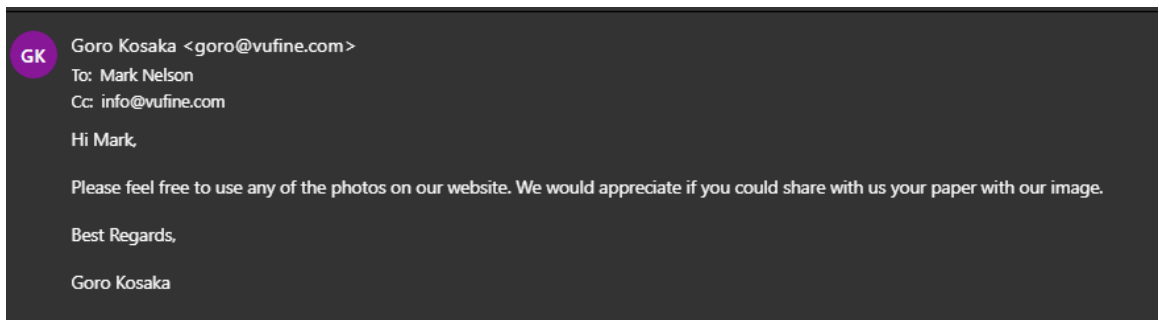 GK
Goro Kosaka <goro@vufine.com>
To: Mark Nelson
Cc: info@vufine.com
Hi Mark,
Please feel free to use any of the photos on our website. We would appreciate if you could share with us your paper with our image.
Best Regards,
Goro Kosaka